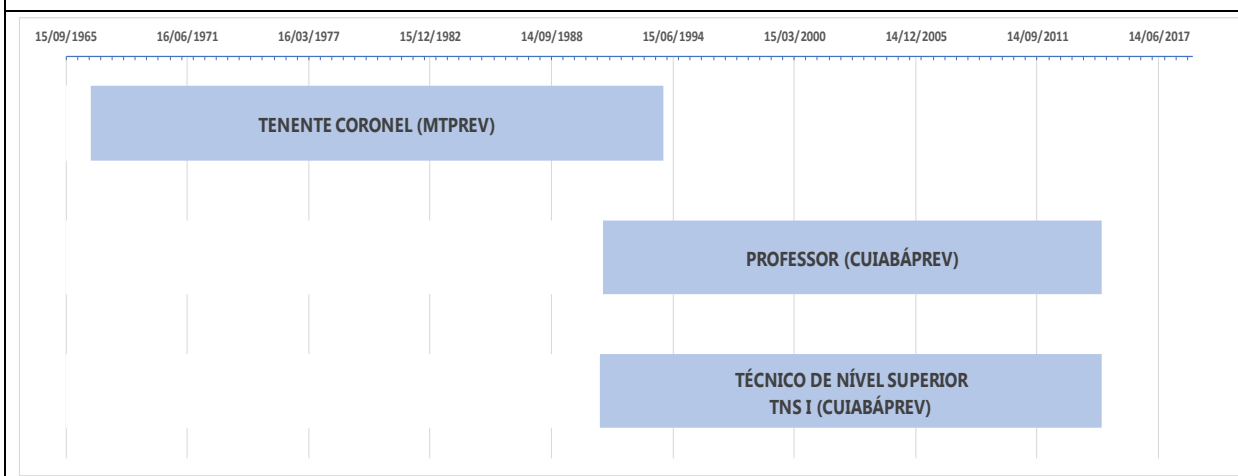 15/09/1965 16/06/1971 16/03/1977 15/12/1982 14/09/1988 15/06/1994 15/03/2000 14/12/2005 14/09/2011 14/06/2017
TENENTE CORONEL (MTPREV)
PROFESSOR (CUIABÁPREV)
TÉCNICO DE NÍVEL SUPERIOR
TNS I (CUIABÁPREV)